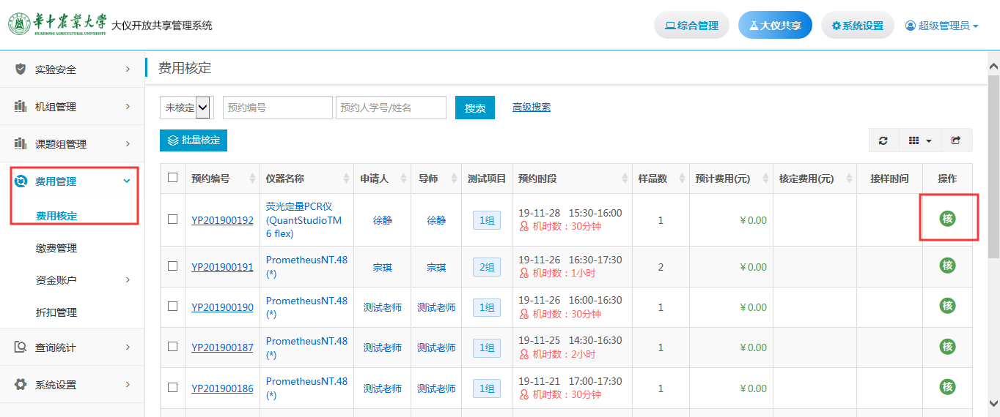 華中农業大学
HUAZHONG AGRICULTURAL UNIVERSITY
大仪开放共享管理系统
综合管理
大仪共享
系统设置
超级管理员
实验安全
机组管理
课题组管理
费用管理
费用核定
缴费管理
资金账户
折扣管理
查询统计
系统设置
费用核定
未核定
预约编号
预约人学号/姓名
搜索
高级搜索
批量核定
预约编号 仪器名称 申请人 导师 测试项目 预约时段 样品数 预计费用(元) 核定费用(元) 接样时间 操作
YP201900192
荧光定量PCR仪
(QuantStudioTM
6 flex)
徐静
徐静
1组
19-11-28 15:30-16:00
机时数：30分钟
1
￥0.00
核
YP201900191
PrometheusNT.48
(*)
宗琪
宗琪
2组
19-11-26 16:30-17:30
机时数：1小时
2
￥0.00
核
YP201900190
PrometheusNT.48
(*)
测试老师
测试老师
1组
19-11-26 16:00-16:30
机时数：30分钟
1
￥0.00
核
YP201900187
PrometheusNT.48
(*)
测试老师
测试老师
1组
19-11-25 14:30-16:30
机时数：2小时
1
￥0.00
核
YP201900186
PrometheusNT.48
(*)
测试老师
测试老师
1组
19-11-21 17:00-17:30
机时数：30分钟
1
￥0.00
核